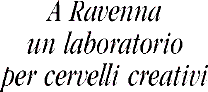 A Ravenna
un laboratorio
per cervelli creativi